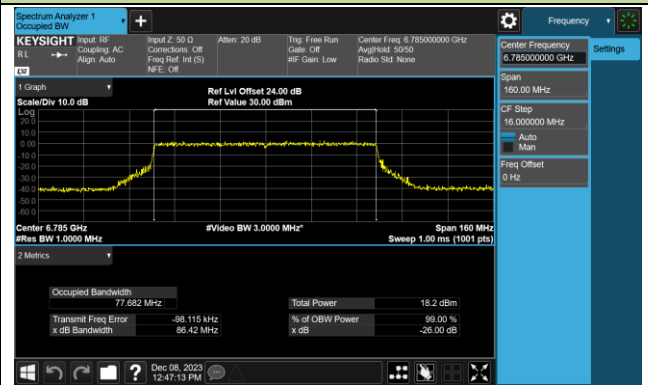 Spectrum Analyzer 1
Occupied BW
Frequency
KEYSIGHT
RL
Input: RF
Coupling: AC
Align: Auto
Input Z: 50 Ω
Corrections: Off
Freq Ref: Int (S)
NFE: Off
Atten: 20 dB
Trig: Free Run
Gate: Off
#IF Gain: Low
Center Freq: 6.785000000 GHz
Avg|Hold: 50/50
Radio Std: None
Center Frequency
6.785000000 GHz
Settings
Span
160.00 MHz
CF Step
16.000000 MHz
Auto
Man
Freq Offset
0 Hz
1 Graph
Scale/Div 10.0 dB
Ref Lvl Offset 24.00 dB
Ref Value 30.00 dBm
Log
20.0
10.0
0.00
-10.0
-20.0
-30.0
-40.0
-50.0
-60.0
Center 6.785 GHz
#Res BW 1.0000 MHz
#Video BW 3.0000 MHz*
Span 160 MHz
Sweep 1.00 ms (1001 pts)
2 Metrics
Occupied Bandwidth
77.682 MHz
Total Power 18.2 dBm
Transmit Freq Error -98.115 kHz
% of OBW Power 99.00 %
x dB Bandwidth 86.42 MHz
x dB -26.00 dB
Dec 08, 2023
12:47:13 PM